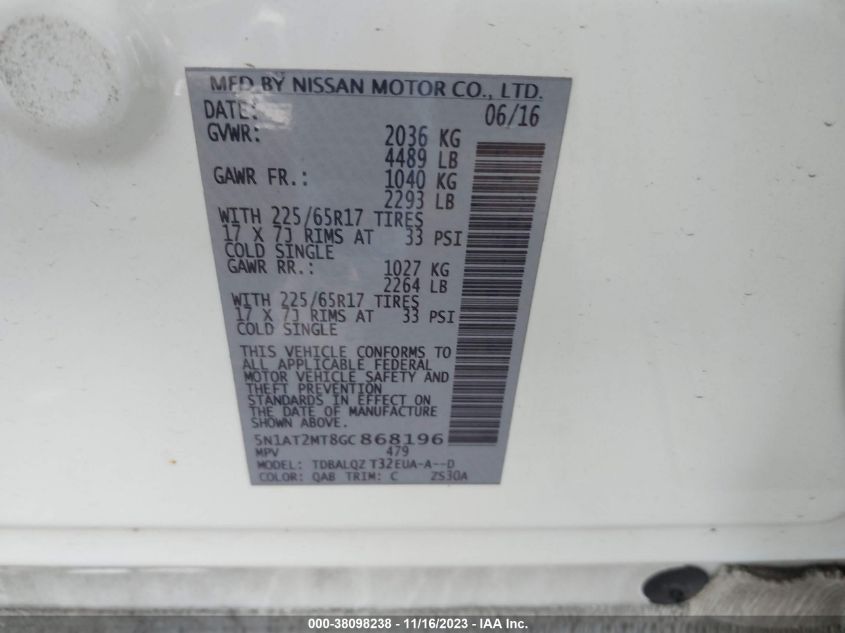 MFD BY NISSAN MOTOR CO., LTD.
DATE: 06/16
GVWR: 2036 KG
4489 LB
GAWR FR.: 1040 KG
2293 LB
WITH 225/65R17 TIRES
17 X 7J RIMS AT 33 PSI
COLD SINGLE
GAWR RR.: 1027 KG
2264 LB
WITH 225/65R17 TIRES
17 X 7J RIMS AT 33 PSI
COLD SINGLE
THIS VEHICLE CONFORMS TO
ALL APPLICABLE FEDERAL
MOTOR VEHICLE SAFETY AND
THEFT PREVENTION
STANDARDS IN EFFECT ON
THE DATE OF MANUFACTURE
SHOWN ABOVE.
5N1AT2MT8GC868196
MPV 479
MODEL: TDBALQZ T32EUA-A--D
COLOR: QAB TRIM: C ZS30A
000-38098238 - 11/16/2023 - IAA Inc.